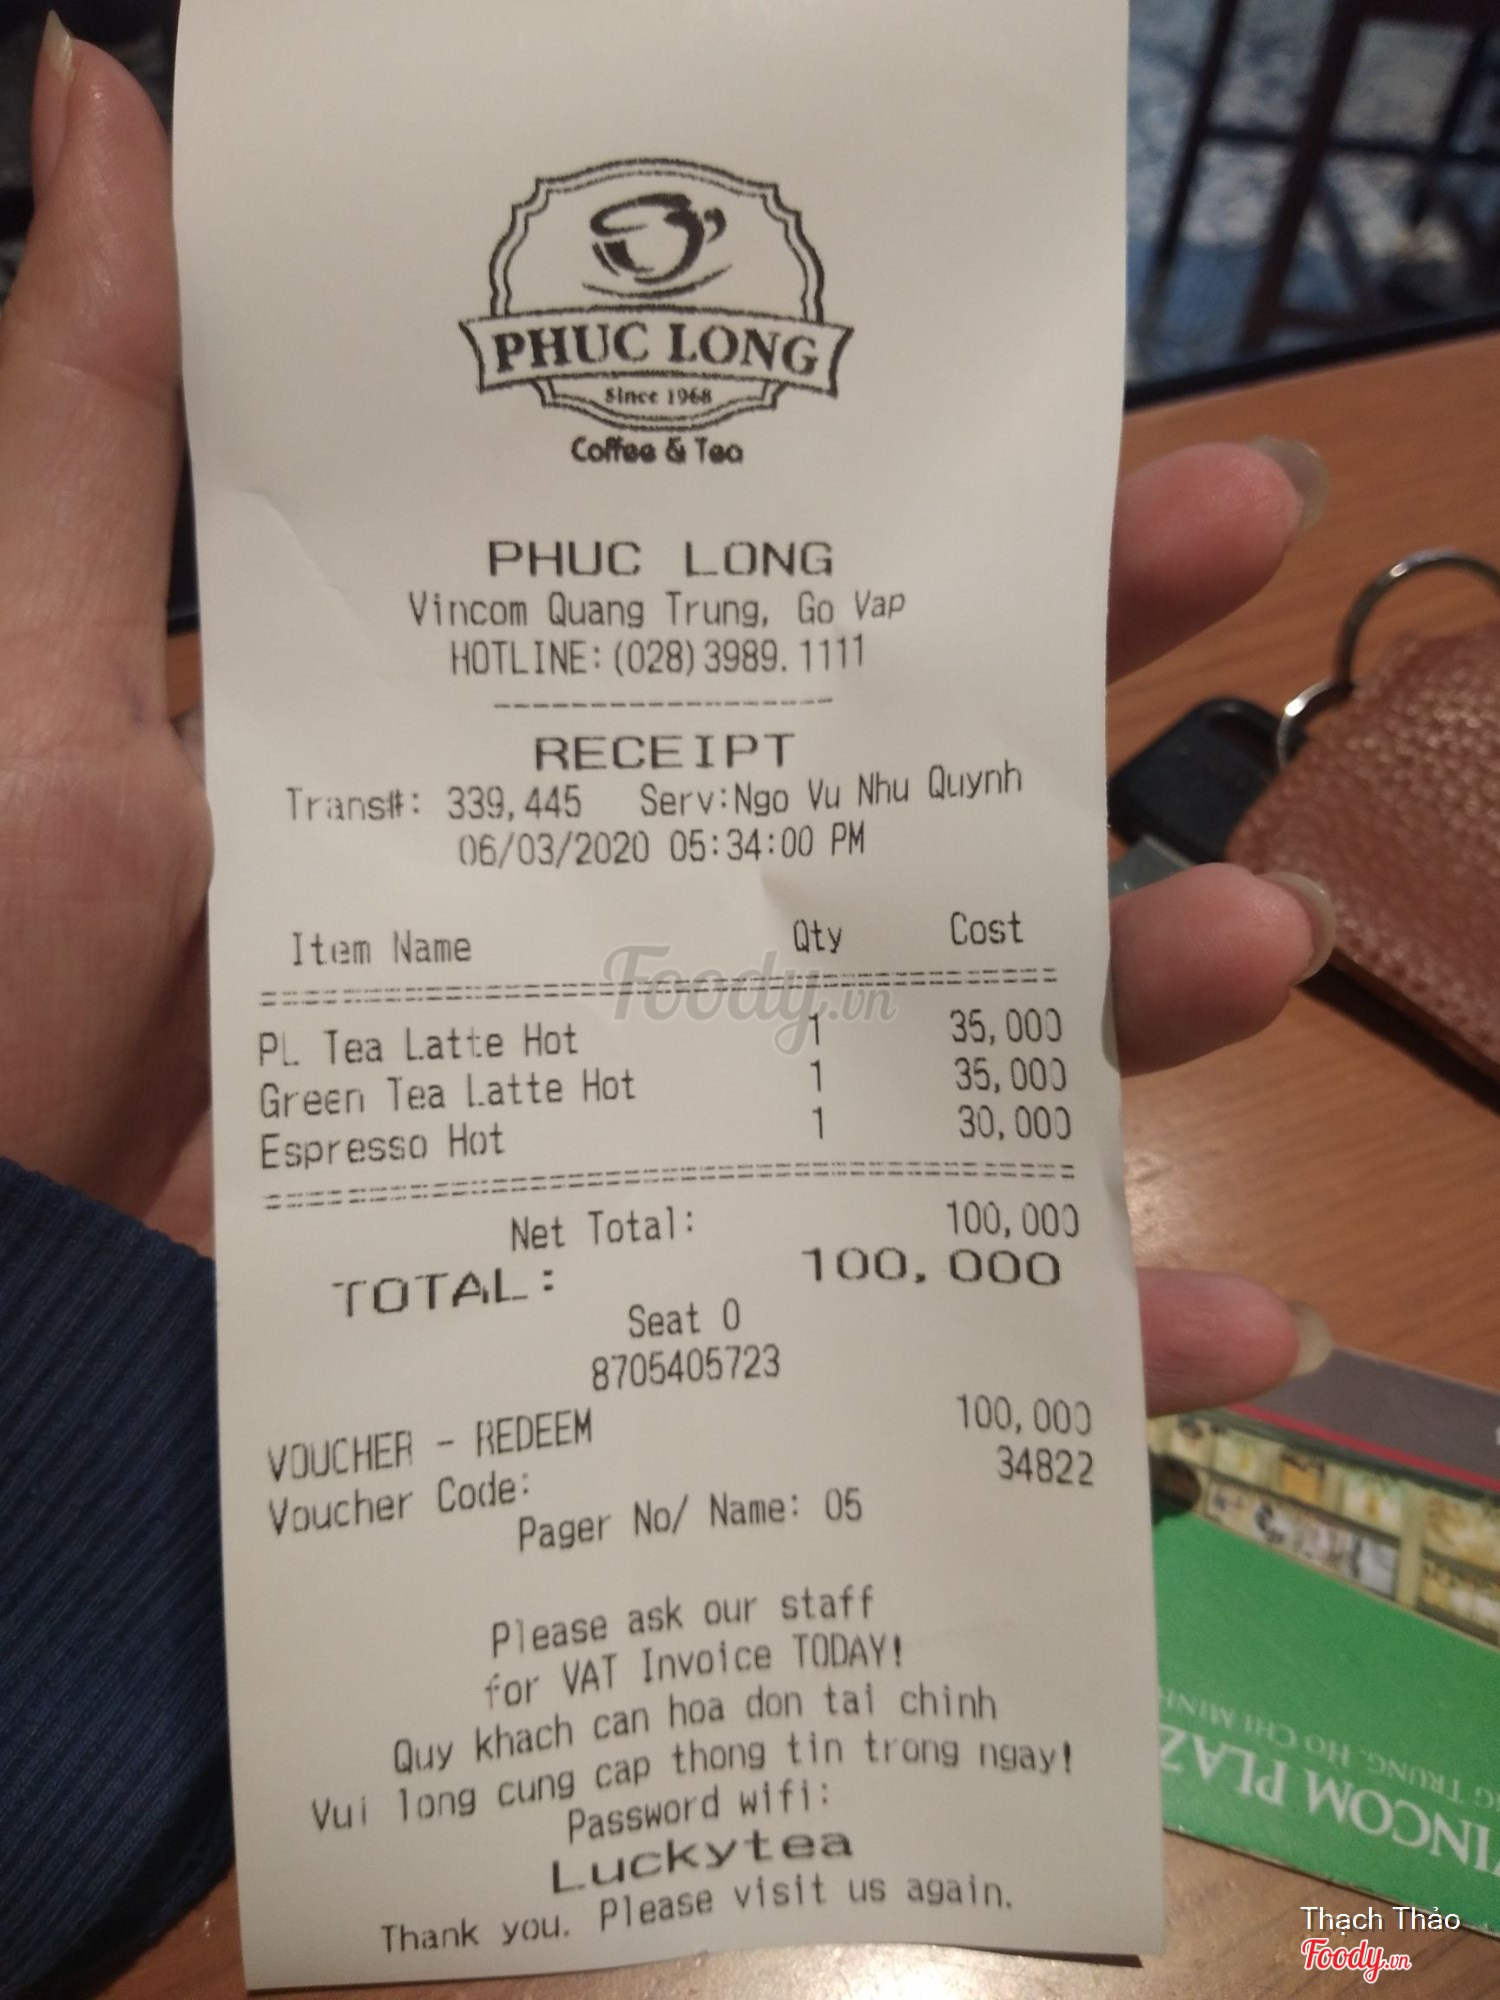 PHUC LONG
Since 1968
Coffee & Tea
PHUC LONG
Vincom Quang Trung, Go Vap
HOTLINE:(028)3989.1111
RECEIPT
Trans#: 339,445 Serv:Ngo Vu Nhu Quynh
06/03/2020 05:34:00 PM
Item Name Qty Cost
Foody.vn
PL Tea Latte Hot 1 35,000
Green Tea Latte Hot 1 35,000
Espresso Hot 1 30,000
Net Total: 100,000
TOTAL: 100,000
Seat 0
8705405723
VOUCHER - REDEEM 100,000
Voucher Code: 34822
Pager No/ Name: 05
Please ask our staff
for VAT Invoice TODAY!
Quy khach can hoa don tai chinh
Vui long cung cap thong tin trong ngay!
Password wifi:
Luckytea
Thank you. Please visit us again.
TRUNG, HO CHI MINH
VINCOM PLAZ
Thạch Thảo
Foody.vn